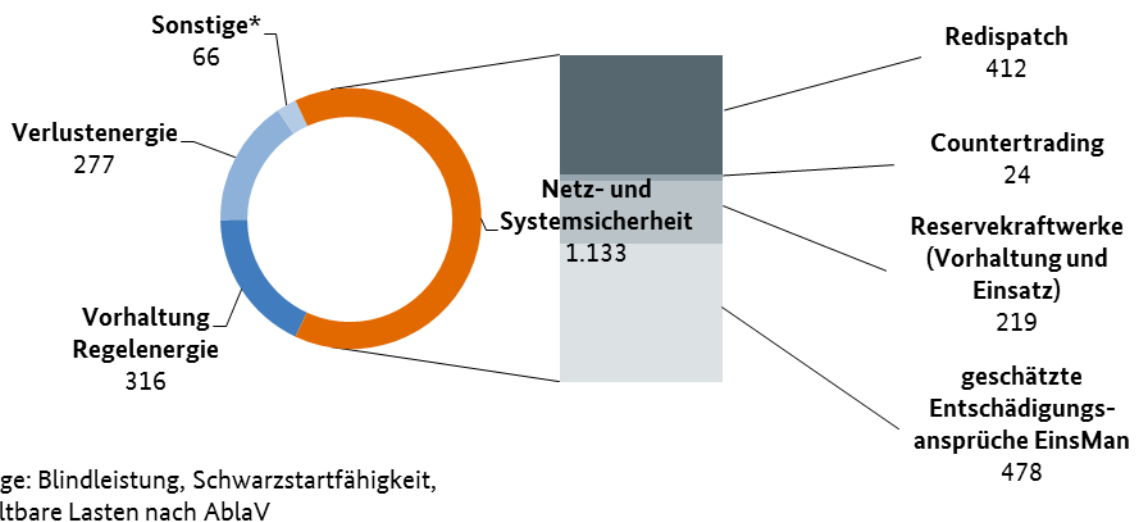 Sonstige*
66
Verlustenergie
277
Vorhaltung
Regelenergie
316
Netz- und
Systemsicherheit
1.133
Redispatch
412
Countertrading
24
Reservekraftwerke
(Vorhaltung und
Einsatz)
219
geschätzte
Entschädigungs-
ansprüche EinsMan
478
ge: Blindleistung, Schwarzstartfähigkeit,
ltbare Lasten nach AblaV